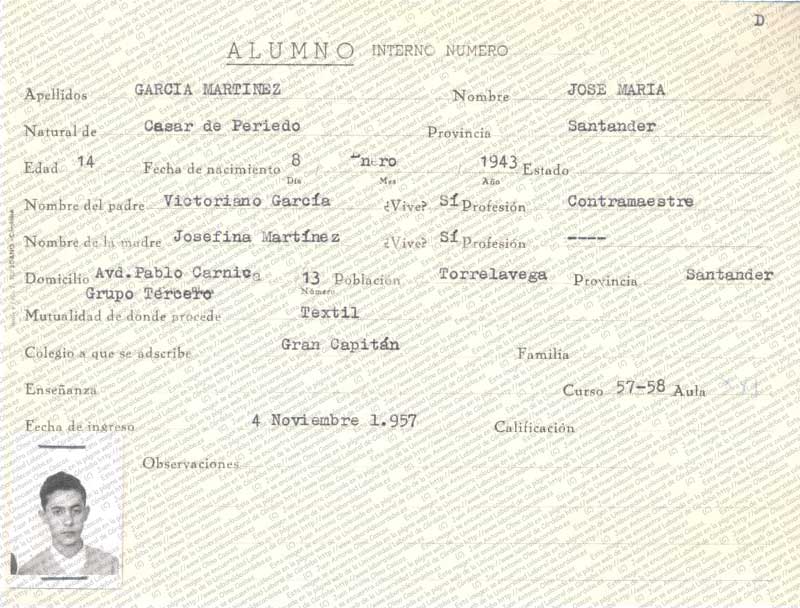 D
ALUMNO INTERNO NUMERO
Apellidos GARCIA MARTINEZ Nombre JOSE MARIA
Natural de Casar de Periedo Provincia Santander
Edad 14 Fecha de nacimiento 8 / Enero / 1943 Estado
Día Mes Año
Nombre del padre Victoriano García ¿Vive? Sí Profesión Contramaestre
Nombre de la madre Josefina Martínez ¿Vive? Sí Profesión ----
Domicilio Avd.Pablo Carnica 13 Población Torrelavega Provincia Santander
Grupo Tercero Número
Mutualidad de donde procede Textil
Colegio a que se adscribe Gran Capitán Familia
Enseñanza Curso 57-58 Aula
Fecha de ingreso 4 Noviembre 1.957 Calificación
Observaciones